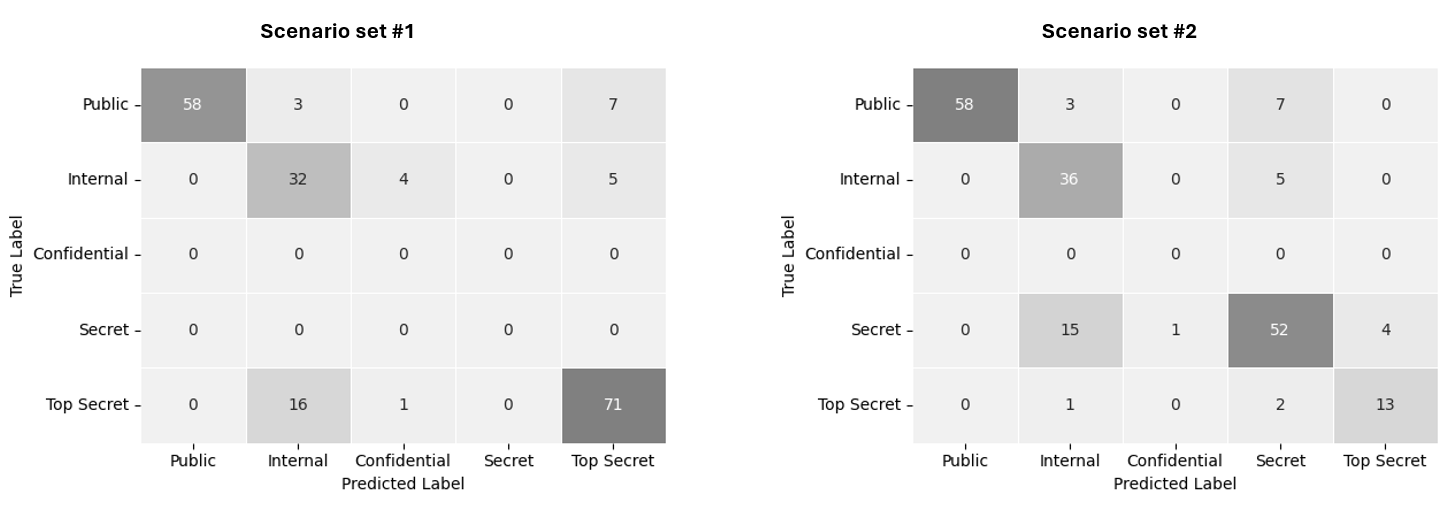 Scenario set #1
Public
58 3 0 0 7
Internal
0 32 4 0 5
Confidential
0 0 0 0 0
Secret
0 0 0 0 0
Top Secret
0 16 1 0 71
True Label
Public Internal Confidential Secret Top Secret
Predicted Label
Scenario set #2
Public
58 3 0 7 0
Internal
0 36 0 5 0
Confidential
0 0 0 0 0
Secret
0 15 1 52 4
Top Secret
0 1 0 2 13
True Label
Public Internal Confidential Secret Top Secret
Predicted Label